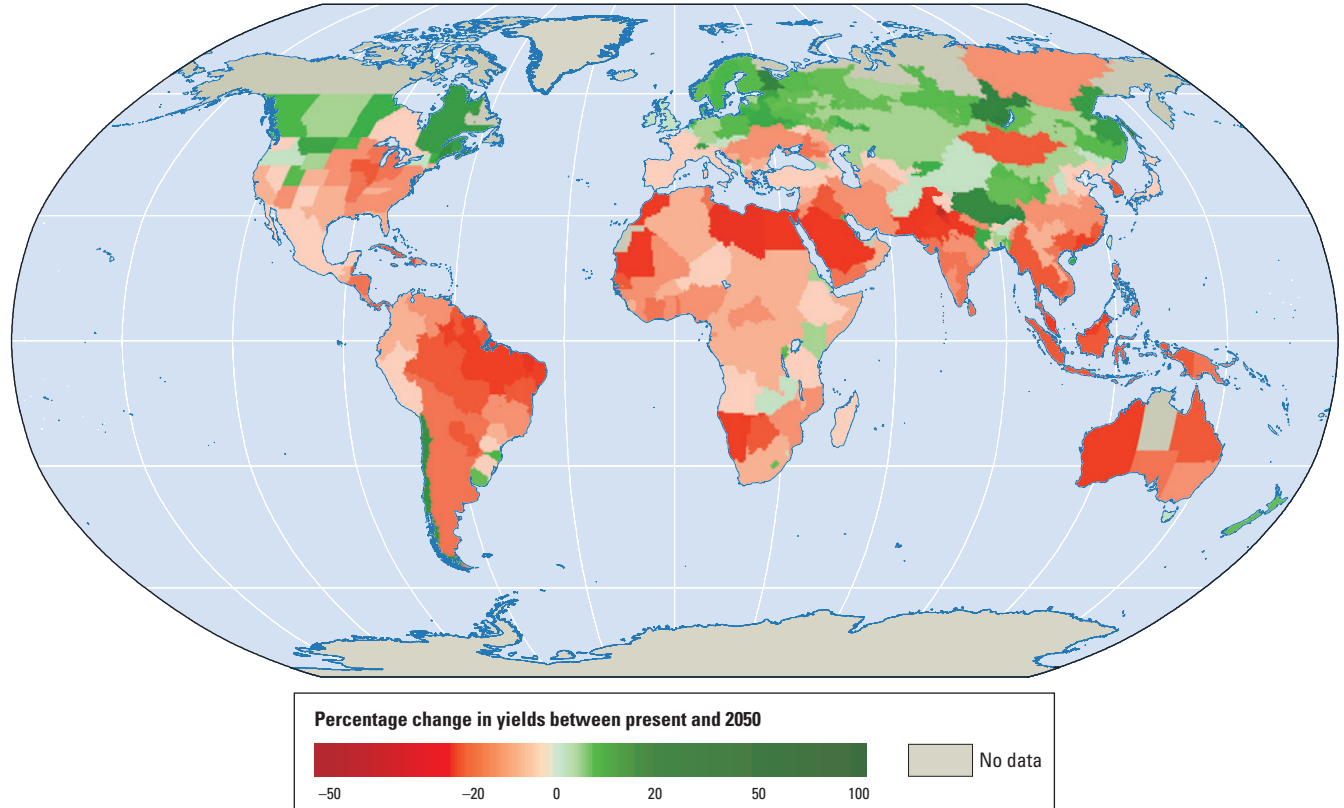 Percentage change in yields between present and 2050
–50 –20 0 20 50 100
No data